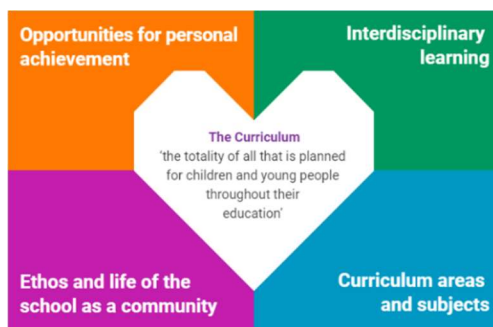 Opportunities for personal
achievement
Interdisciplinary
learning
The Curriculum
'the totality of all that is planned
for children and young people
throughout their
education'
Ethos and life of the
school as a community
Curriculum areas
and subjects